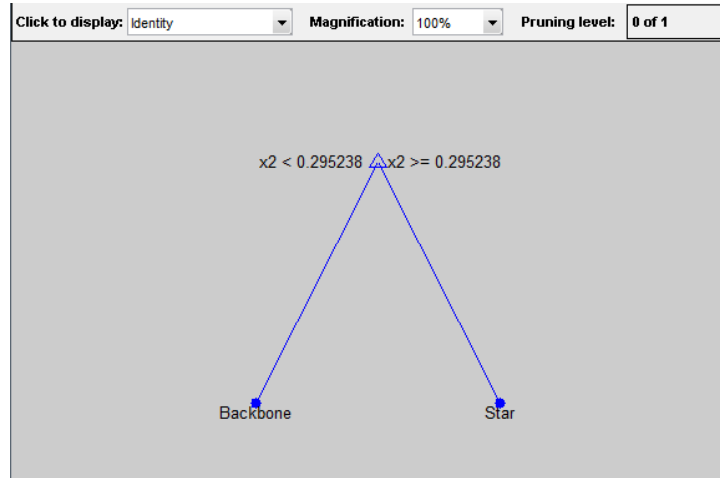 Click to display: Identity Magnification: 100% Pruning level: 0 of 1
x2 < 0.295238 x2 >= 0.295238
Backbone Star